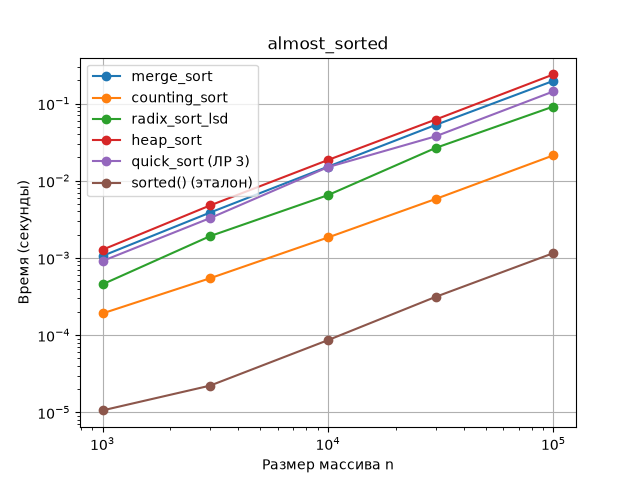 almost_sorted
merge_sort
counting_sort
radix_sort_lsd
heap_sort
quick_sort (ЛР 3)
sorted() (эталон)
Время (секунды)
10⁻¹
10⁻²
10⁻³
10⁻⁴
10⁻⁵
10³ 10⁴ 10⁵
Размер массива n